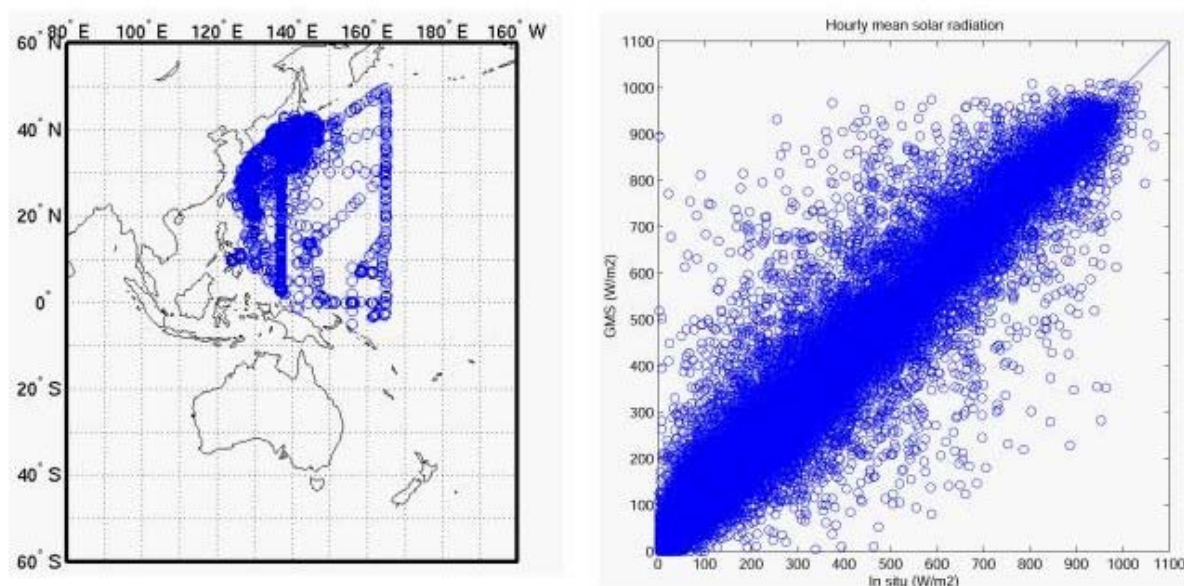 80° E 100° E 120° E 140° E 160° E 180° E 160° W
60° N
40° N
20° N
0°
20° S
40° S
60° S
Hourly mean solar radiation
1100
1000
900
800
700
600
500
400
300
200
100
0
GMS (W/m2)
0 100 200 300 400 500 600 700 800 900 1000 1100
In situ (W/m2)